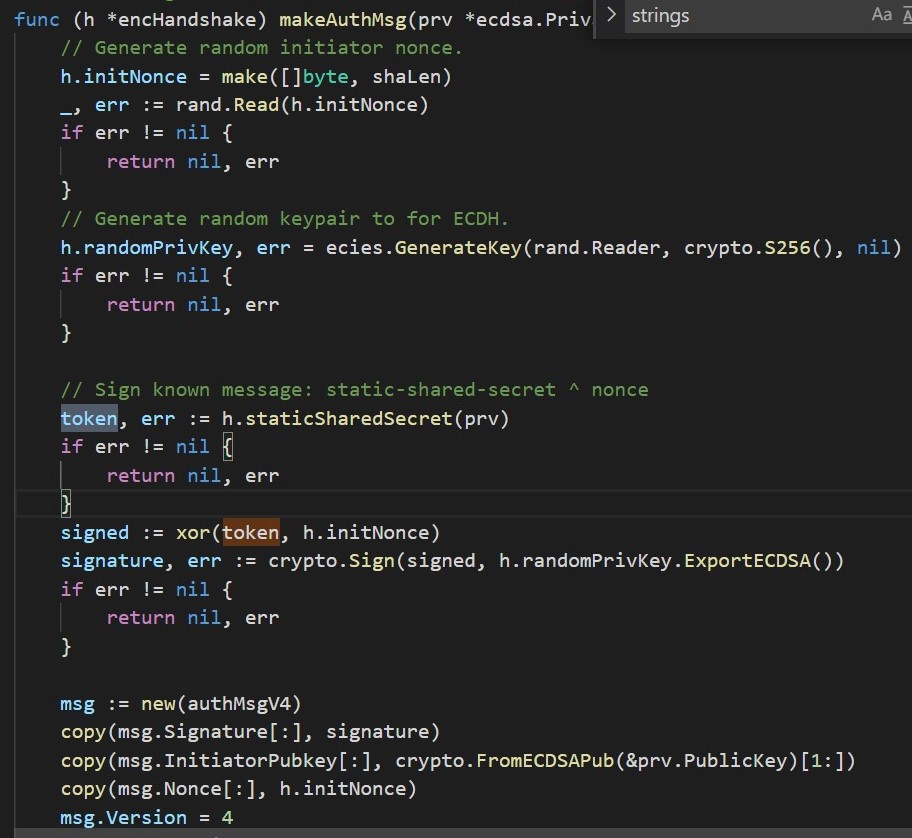 func (h *encHandshake) makeAuthMsg(prv *ecdsa.Priv
strings
Aa
// Generate random initiator nonce.
h.initNonce = make([]byte, shaLen)
_, err := rand.Read(h.initNonce)
if err != nil {
return nil, err
}
// Generate random keypair to for ECDH.
h.randomPrivKey, err = ecies.GenerateKey(rand.Reader, crypto.S256(), nil)
if err != nil {
return nil, err
}
// Sign known message: static-shared-secret ^ nonce
token, err := h.staticSharedSecret(prv)
if err != nil {
return nil, err
}
signed := xor(token, h.initNonce)
signature, err := crypto.Sign(signed, h.randomPrivKey.ExportECDSA())
if err != nil {
return nil, err
}
msg := new(authMsgV4)
copy(msg.Signature[:], signature)
copy(msg.InitiatorPubkey[:], crypto.FromECDSAPub(&prv.PublicKey)[1:])
copy(msg.Nonce[:], h.initNonce)
msg.Version = 4